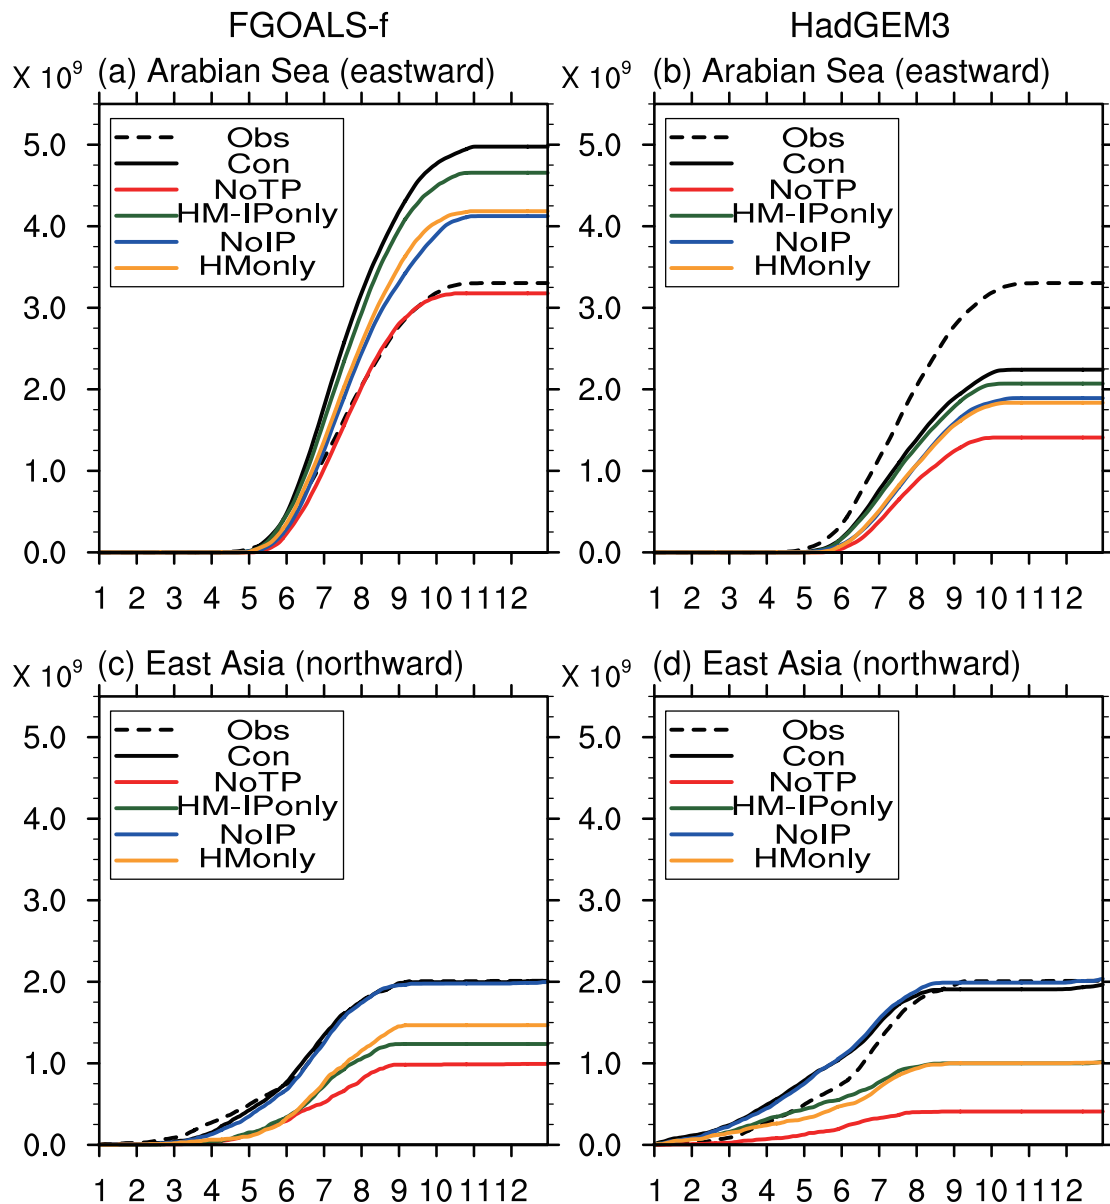 FGOALS-f HadGEM3
X 10⁹ (a) Arabian Sea (eastward)
5.0
4.0
3.0
2.0
1.0
0.0
Obs
Con
NoTP
HM-IPonly
NoIP
HMonly
1 2 3 4 5 6 7 8 9 10 11 12
X 10⁹ (b) Arabian Sea (eastward)
5.0
4.0
3.0
2.0
1.0
0.0
Obs
Con
NoTP
HM-IPonly
NoIP
HMonly
1 2 3 4 5 6 7 8 9 10 11 12
X 10⁹ (c) East Asia (northward)
5.0
4.0
3.0
2.0
1.0
0.0
Obs
Con
NoTP
HM-IPonly
NoIP
HMonly
1 2 3 4 5 6 7 8 9 10 11 12
X 10⁹ (d) East Asia (northward)
5.0
4.0
3.0
2.0
1.0
0.0
Obs
Con
NoTP
HM-IPonly
NoIP
HMonly
1 2 3 4 5 6 7 8 9 10 11 12